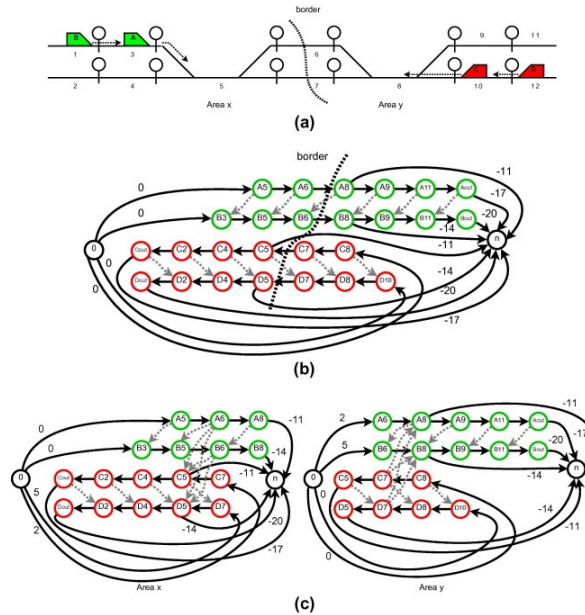 border
B A 6 9 11
1 3
C D
2 4 5 7 8 10 12
Area x Area y
(a)
border
-11
0 A5 A6 A8 A9 A11 Aout -17
0 B3 B5 B6 B8 B9 B11 Bout -20
-14
-11
0 Cout C2 C4 C5 C7 C8 n
0 Dout D2 D4 D5 D7 D8 D10 -14
-20
-17
(b)
0 A5 A6 A8 -11
0 B3 B5 B6 B8 -14
-11
0 Cout C2 C4 C5 C7 n
5 Dout D2 D4 D5 D7
0 -14 -20
2 -17
Area x
2 A6 A8 A9 A11 Aout -11
-17
5 B6 B8 B9 B11 Bout -20
-14
0 C5 C7 C8 n
0 D5 D7 D8 D10 -14
-11
0
Area y
(c)